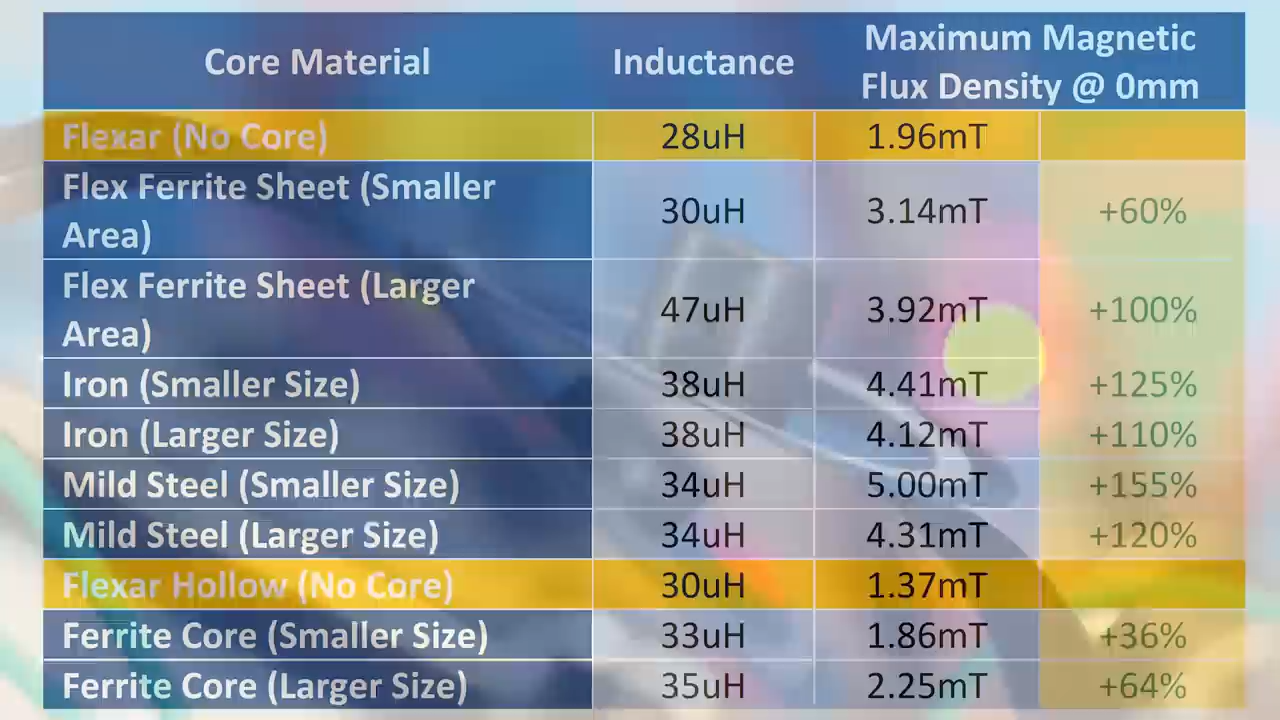 Core Material Inductance Maximum Magnetic
Flux Density @ 0mm
Flexar (No Core) 28uH 1.96mT
Flex Ferrite Sheet (Smaller
Area) 30uH 3.14mT +60%
Flex Ferrite Sheet (Larger
Area) 47uH 3.92mT +100%
Iron (Smaller Size) 38uH 4.41mT +125%
Iron (Larger Size) 38uH 4.12mT +110%
Mild Steel (Smaller Size) 34uH 5.00mT +155%
Mild Steel (Larger Size) 34uH 4.31mT +120%
Flexar Hollow (No Core) 30uH 1.37mT
Ferrite Core (Smaller Size) 33uH 1.86mT +36%
Ferrite Core (Larger Size) 35uH 2.25mT +64%